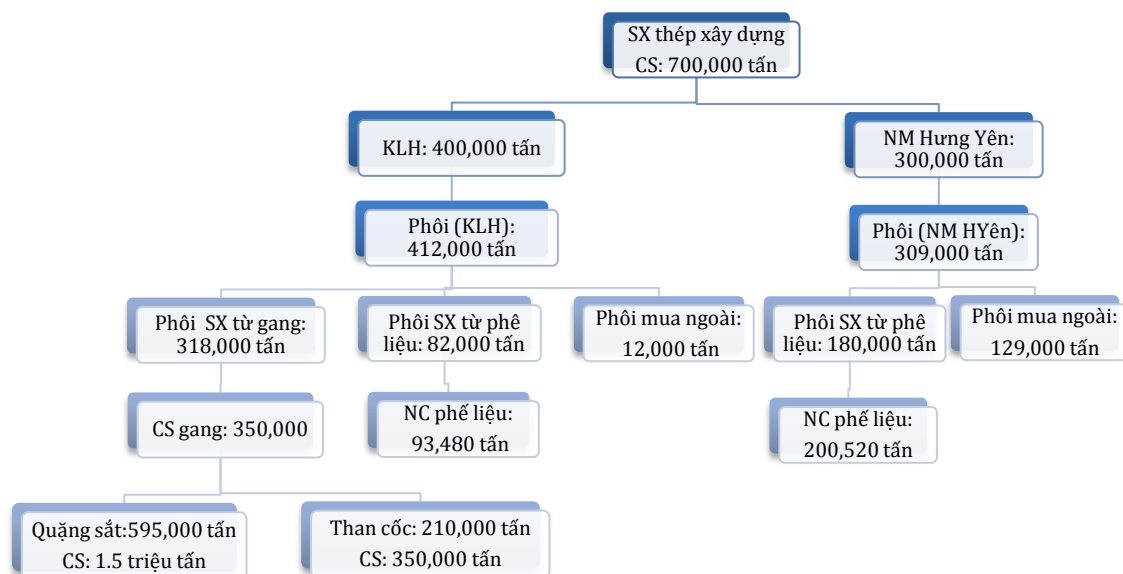 SX thép xây dựng
CS: 700,000 tấn
KLH: 400,000 tấn
NM Hưng Yên:
300,000 tấn
Phôi (KLH):
412,000 tấn
Phôi (NM HYên):
309,000 tấn
Phôi SX từ gang:
318,000 tấn
Phôi SX từ phê
liệu: 82,000 tấn
Phôi mua ngoài:
12,000 tấn
Phôi SX từ phê
liệu: 180,000 tấn
Phôi mua ngoài:
129,000 tấn
CS gang: 350,000
NC phế liệu:
93,480 tấn
NC phế liệu:
200,520 tấn
Quặng sắt:595,000 tấn
CS: 1.5 triệu tấn
Than cốc: 210,000 tấn
CS: 350,000 tấn